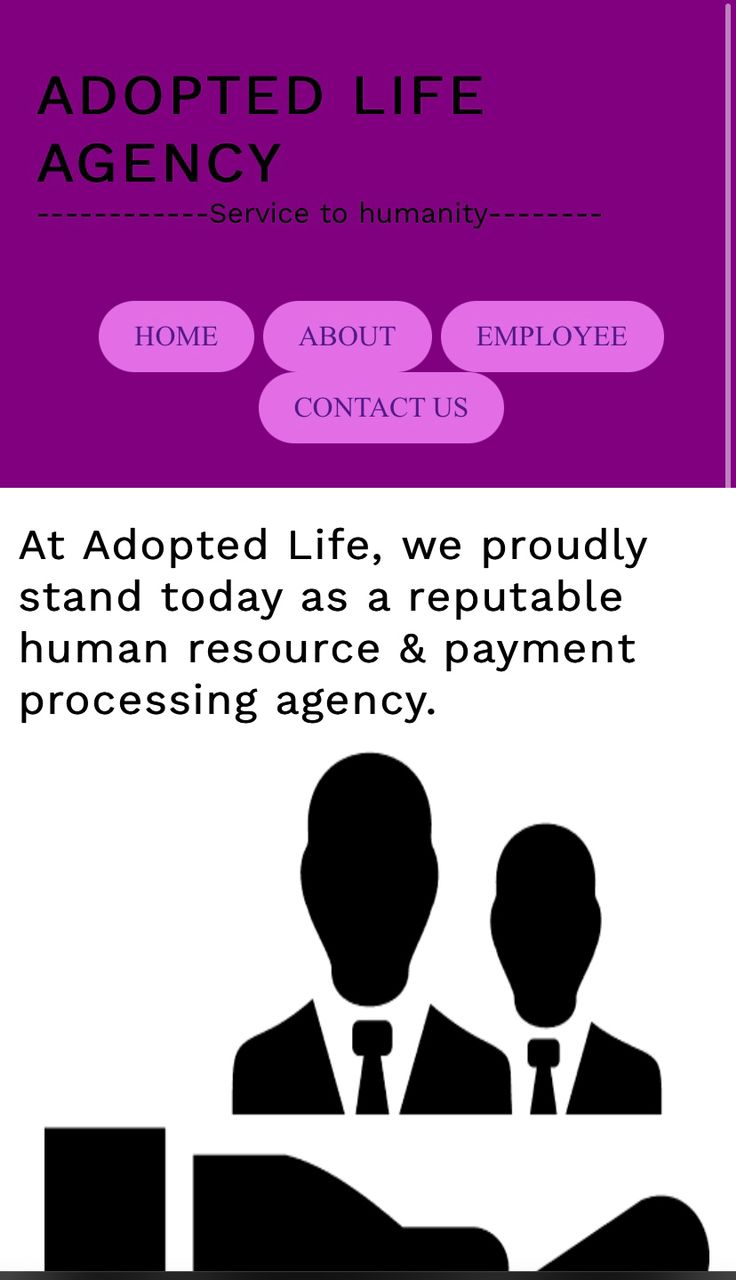 ADOPTED LIFE
AGENCY
------------Service to humanity--------
HOME ABOUT EMPLOYEE
CONTACT US
At Adopted Life, we proudly
stand today as a reputable
human resource & payment
processing agency.